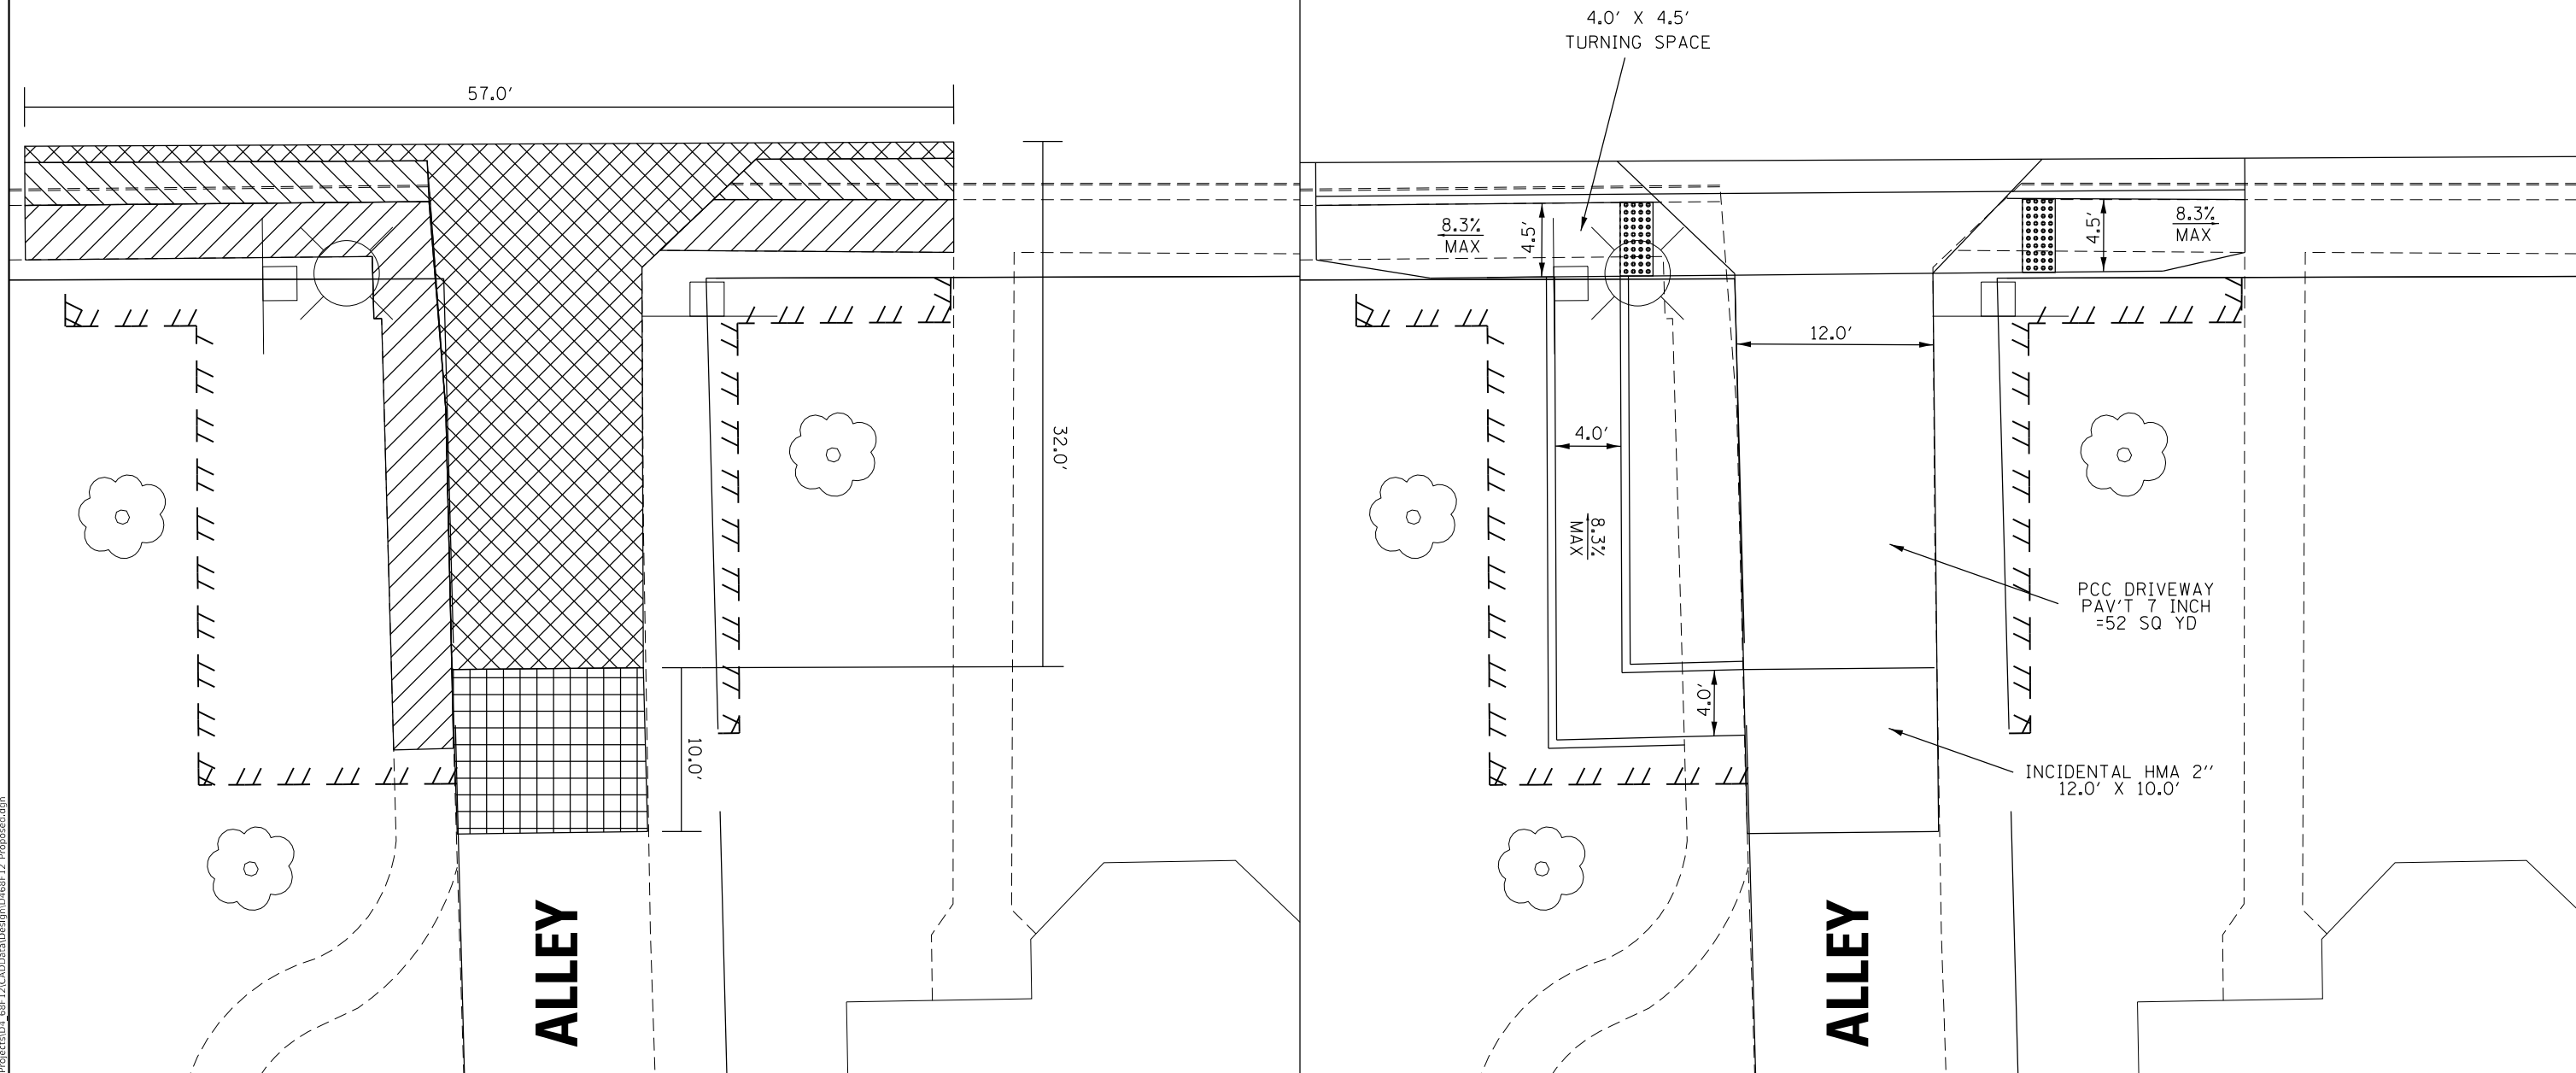 57.0'
32.0'
10.0'
ALLEY
4.0' X 4.5'
TURNING SPACE
8.3%
MAX
4.5'
4.5'
8.3%
MAX
12.0'
4.0'
8.3%
MAX
4.0'
PCC DRIVEWAY
PAV'T 7 INCH
=52 SQ YD
INCIDENTAL HMA 2''
12.0' X 10.0'
ALLEY